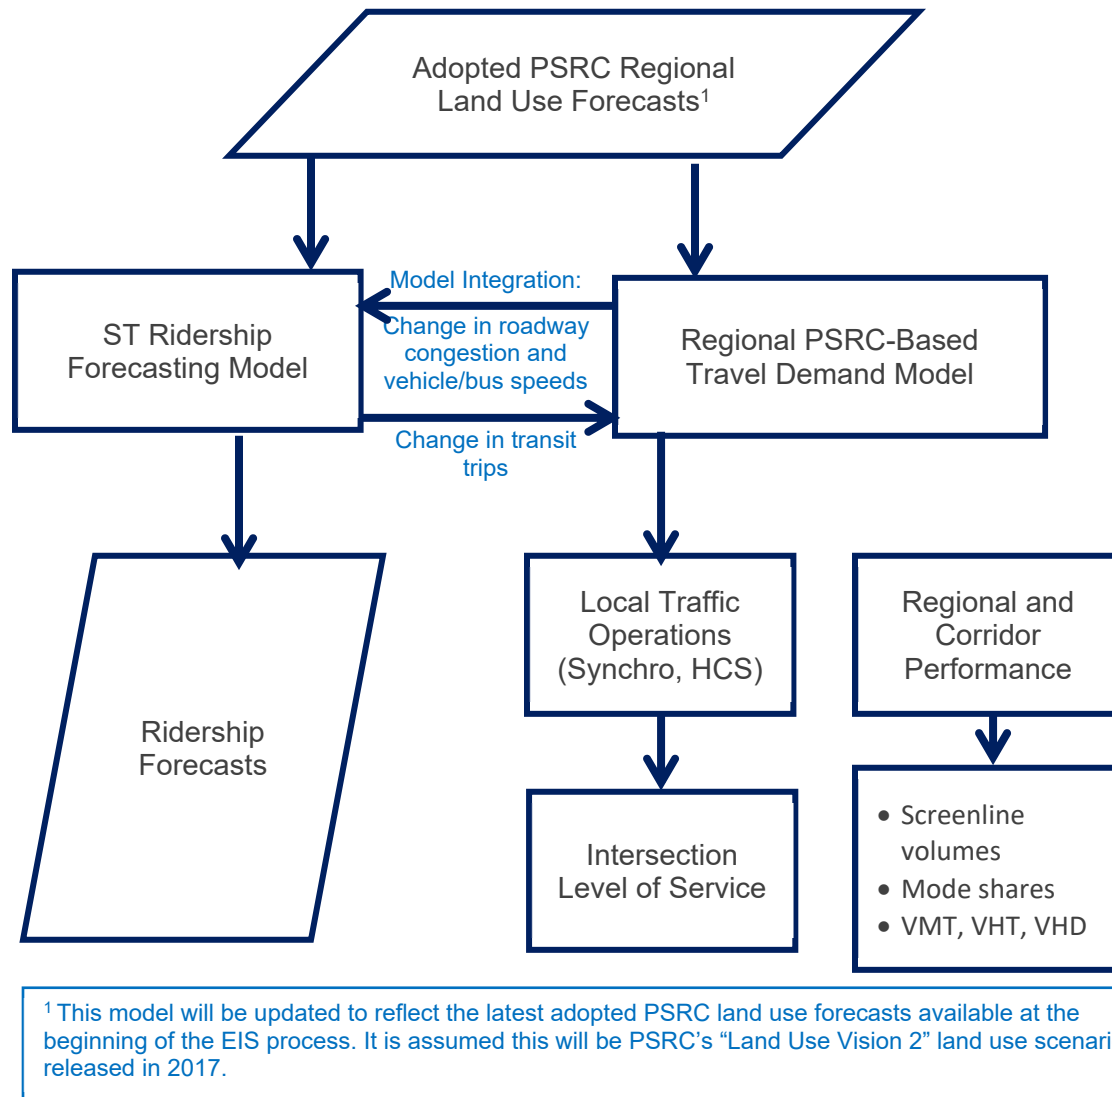 Adopted PSRC Regional
Land Use Forecasts¹
Model Integration:
ST Ridership
Forecasting Model
Change in roadway
congestion and
vehicle/bus speeds
Regional PSRC-Based
Travel Demand Model
Change in transit
trips
Ridership
Forecasts
Local Traffic
Operations
(Synchro, HCS)
Regional and
Corridor
Performance
Intersection
Level of Service
• Screenline
volumes
• Mode shares
• VMT, VHT, VHD
¹ This model will be updated to reflect the latest adopted PSRC land use forecasts available at the
beginning of the EIS process. It is assumed this will be PSRC’s “Land Use Vision 2” land use scenari
released in 2017.